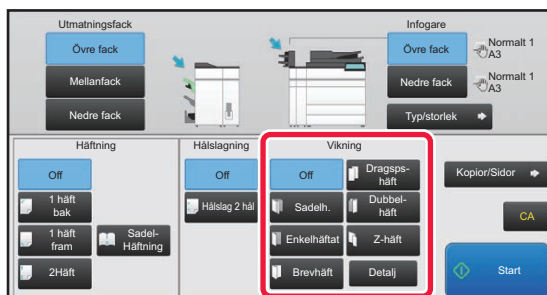 Utmatningsfack
Infogare
Övre fack
Mellanfack
Nedre fack
Övre fack
Normalt 1
A3
Nedre fack
Normalt 1
A3
Typ/storlek
Häftning
Off
1 häft
bak
1 häft
fram
2Häft
Sadel-
Häftning
Hålslagning
Off
Hålslag 2 hål
Vikning
Off
Dragsps-
häft
Sadelh.
Dubbel-
häft
Enkelhäftat
Z-häft
Brevhäft
Detalj
Kopior/Sidor
CA
Start